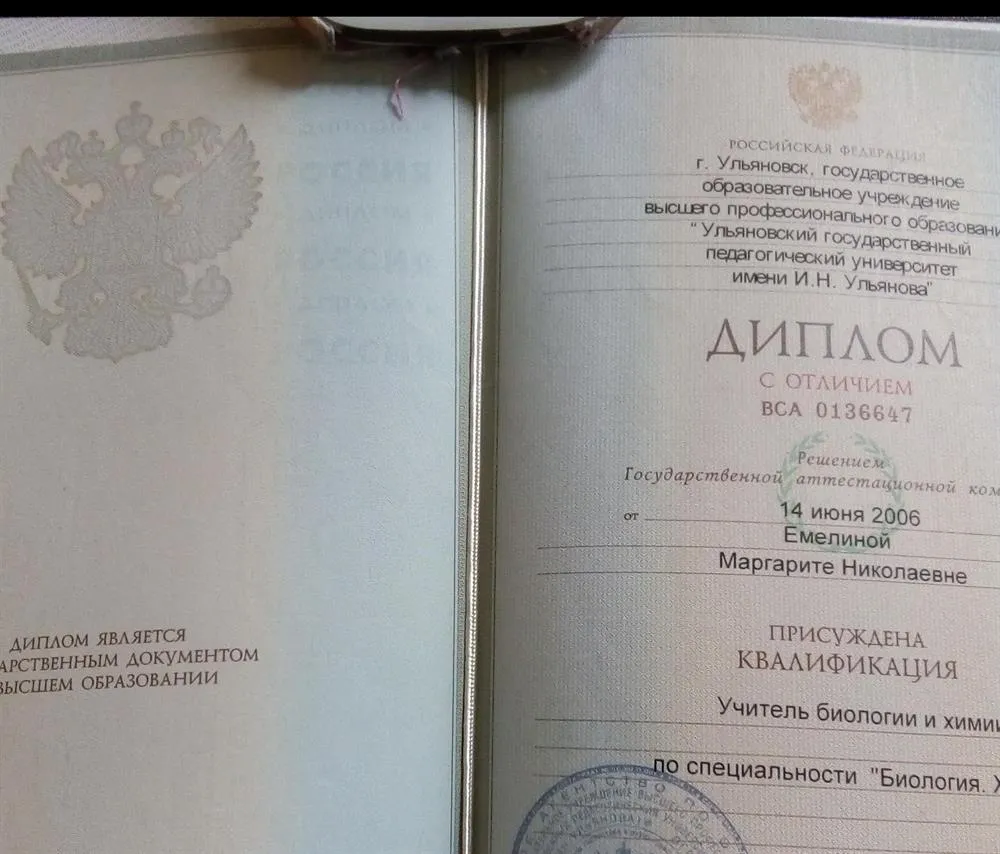 ДИПЛОМ ЯВЛЯЕТСЯ
АРСТВЕННЫМ ДОКУМЕНТОМ
ВЫСШЕМ ОБРАЗОВАНИИ
РОССИЙСКАЯ ФЕДЕРАЦИЯ
г. Ульяновск, государственное
образовательное учреждение
высшего профессионального образовани
"Ульяновский государственный
педагогический университет
имени И.Н. Ульянова"
ДИПЛОМ
С ОТЛИЧИЕМ
ВСА 0136647
Решением
Государственной аттестационной ком
от 14 июня 2006
Емелиной
Маргарите Николаевне
ПРИСУЖДЕНА
КВАЛИФИКАЦИЯ
Учитель биологии и химии
по специальности "Биология. Х